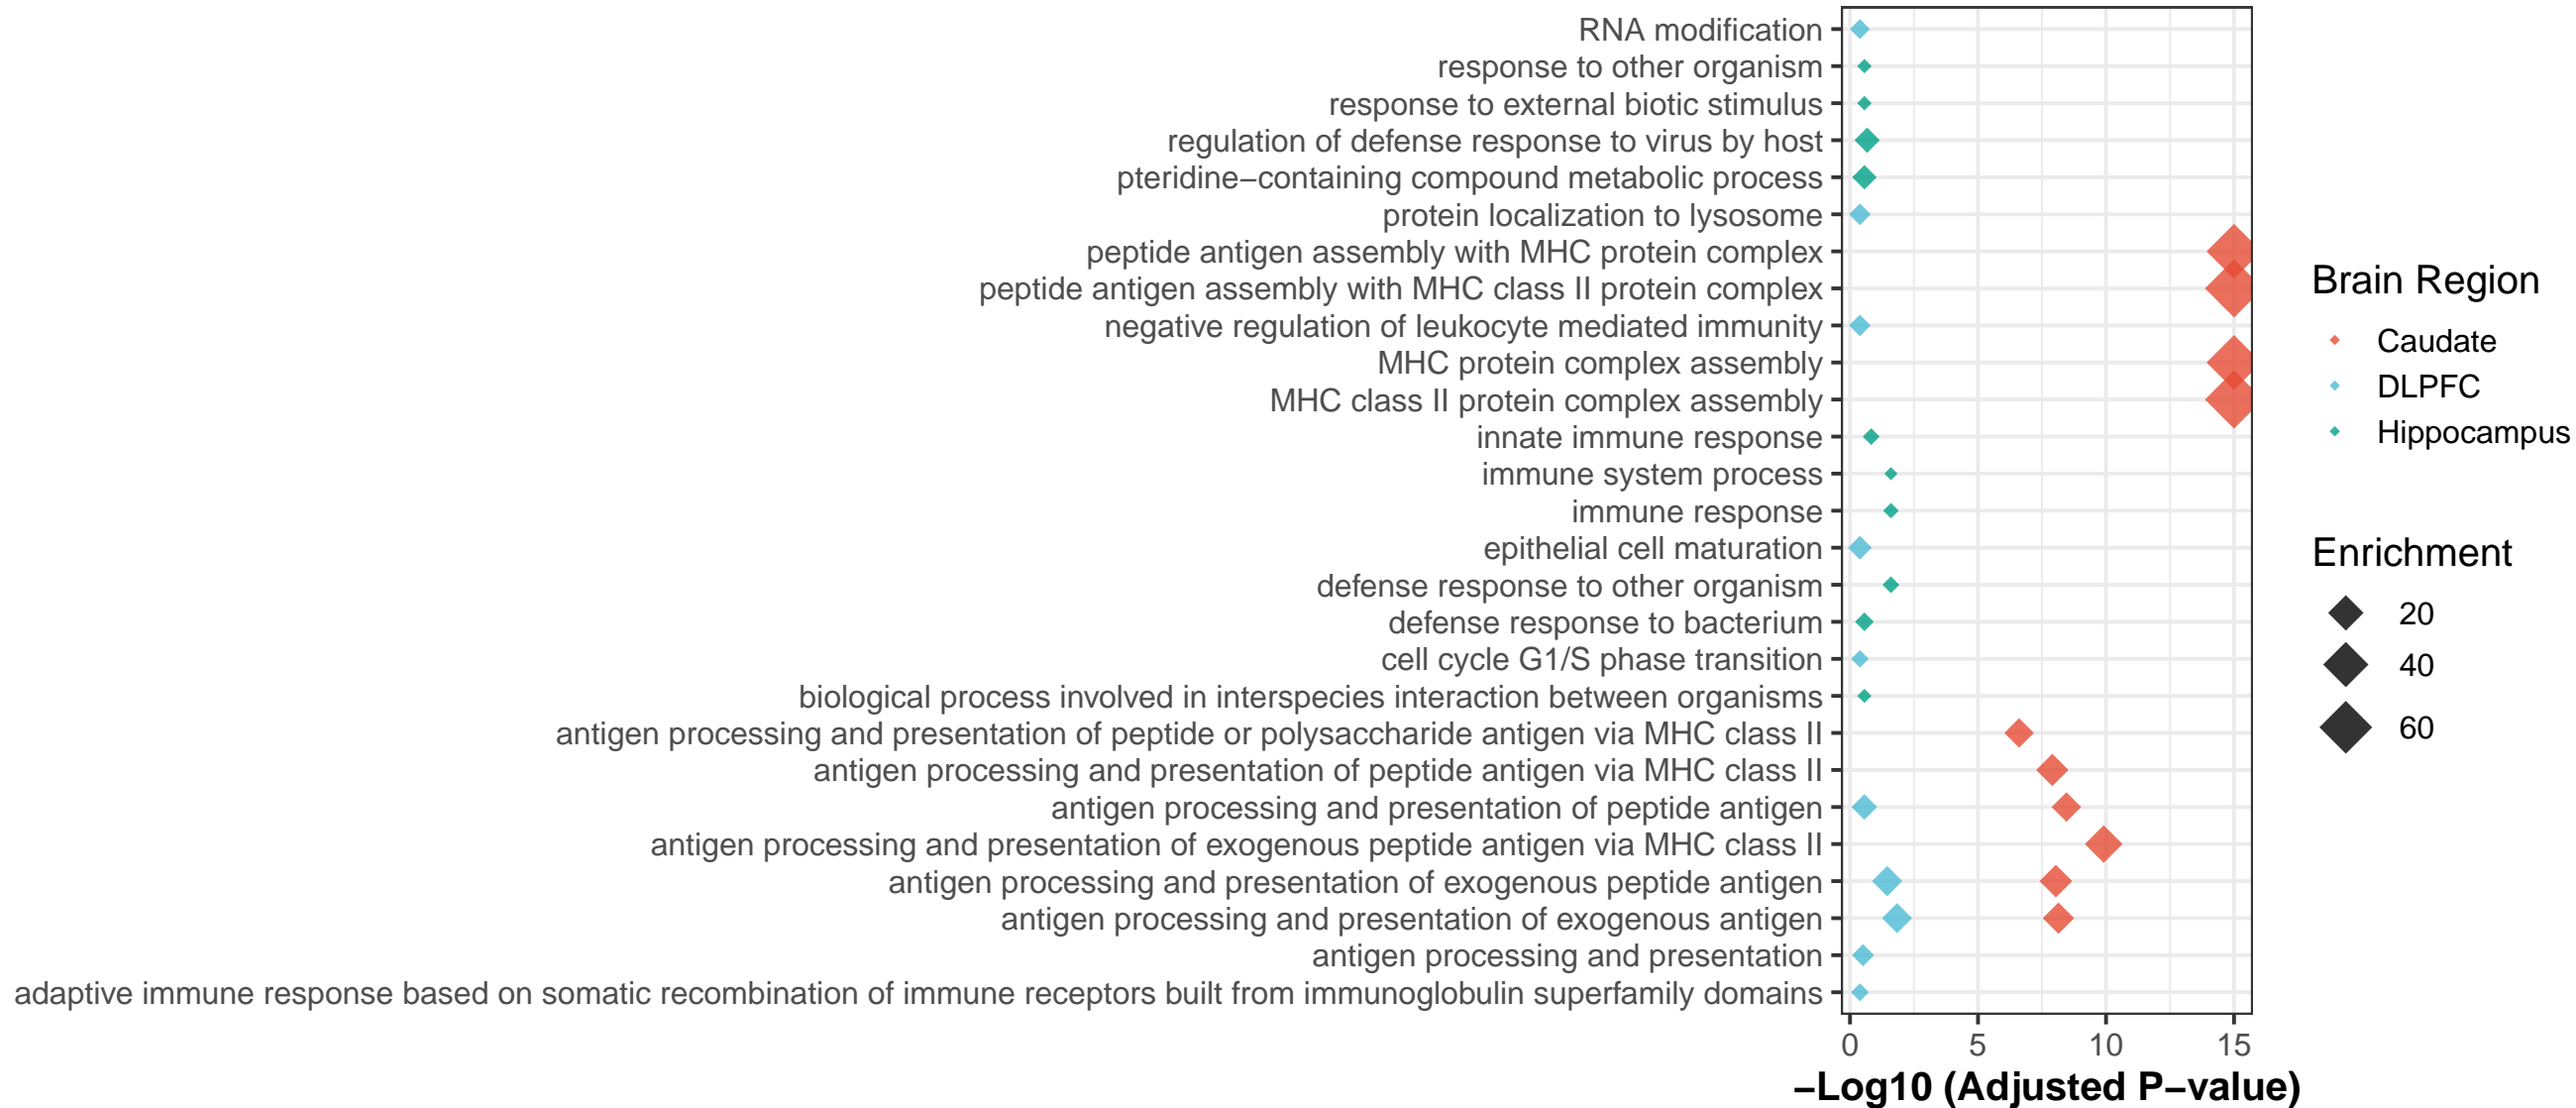 RNA modification
response to other organism
response to external biotic stimulus
regulation of defense response to virus by host
pteridine−containing compound metabolic process
protein localization to lysosome
peptide antigen assembly with MHC protein complex
peptide antigen assembly with MHC class II protein complex
negative regulation of leukocyte mediated immunity
MHC protein complex assembly
MHC class II protein complex assembly
innate immune response
immune system process
immune response
epithelial cell maturation
defense response to other organism
defense response to bacterium
cell cycle G1/S phase transition
biological process involved in interspecies interaction between organisms
antigen processing and presentation of peptide or polysaccharide antigen via MHC class II
antigen processing and presentation of peptide antigen via MHC class II
antigen processing and presentation of peptide antigen
antigen processing and presentation of exogenous peptide antigen via MHC class II
antigen processing and presentation of exogenous peptide antigen
antigen processing and presentation of exogenous antigen
antigen processing and presentation
adaptive immune response based on somatic recombination of immune receptors built from immunoglobulin superfamily domains
0 5 10 15
−Log10 (Adjusted P−value)
Brain Region
Caudate
DLPFC
Hippocampus
Enrichment
20
40
60